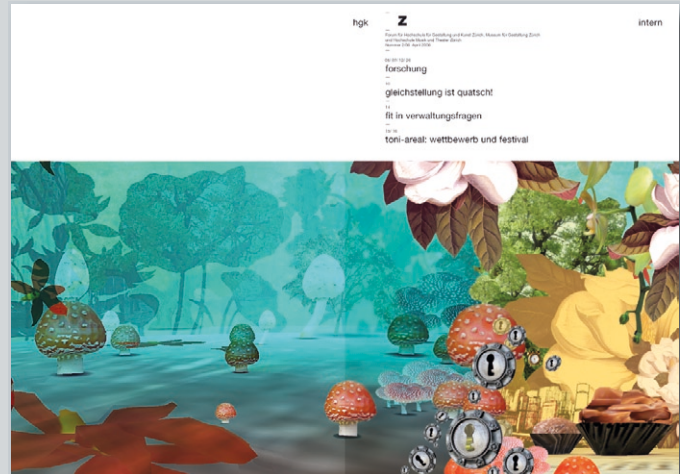 hgk
z
intern
Forum für Hochschule für Gestaltung und Kunst Zürich, Museum für Gestaltung Zürich
und Hochschule Musik und Theater Zürich
forschung
gleichstellung ist quatsch!
fit in verwaltungsfragen
toni-areal: wettbewerb und festival